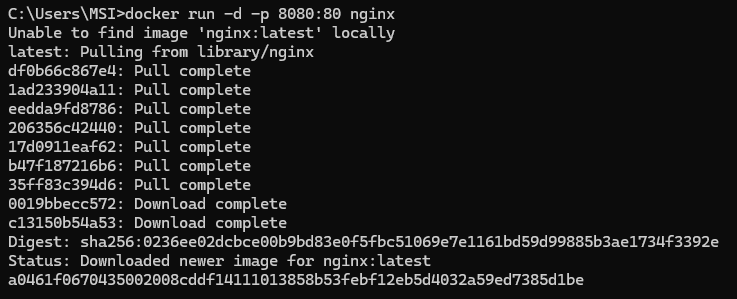 C:\Users\MSI>docker run -d -p 8080:80 nginx
Unable to find image 'nginx:latest' locally
latest: Pulling from library/nginx
df0b66c867e4: Pull complete
1ad233904a11: Pull complete
eedda9fd8786: Pull complete
206356c42440: Pull complete
17d0911eaf62: Pull complete
b47f187216b6: Pull complete
35ff83c394d6: Pull complete
0019bbecc572: Download complete
c13150b54a53: Download complete
Digest: sha256:0236ee02dcbce00b9bd83e0f5fbc51069e7e1161bd59d99885b3ae1734f3392e
Status: Downloaded newer image for nginx:latest
a0461f0670435002008cddf14111013858b53febf12eb5d4032a59ed7385d1be